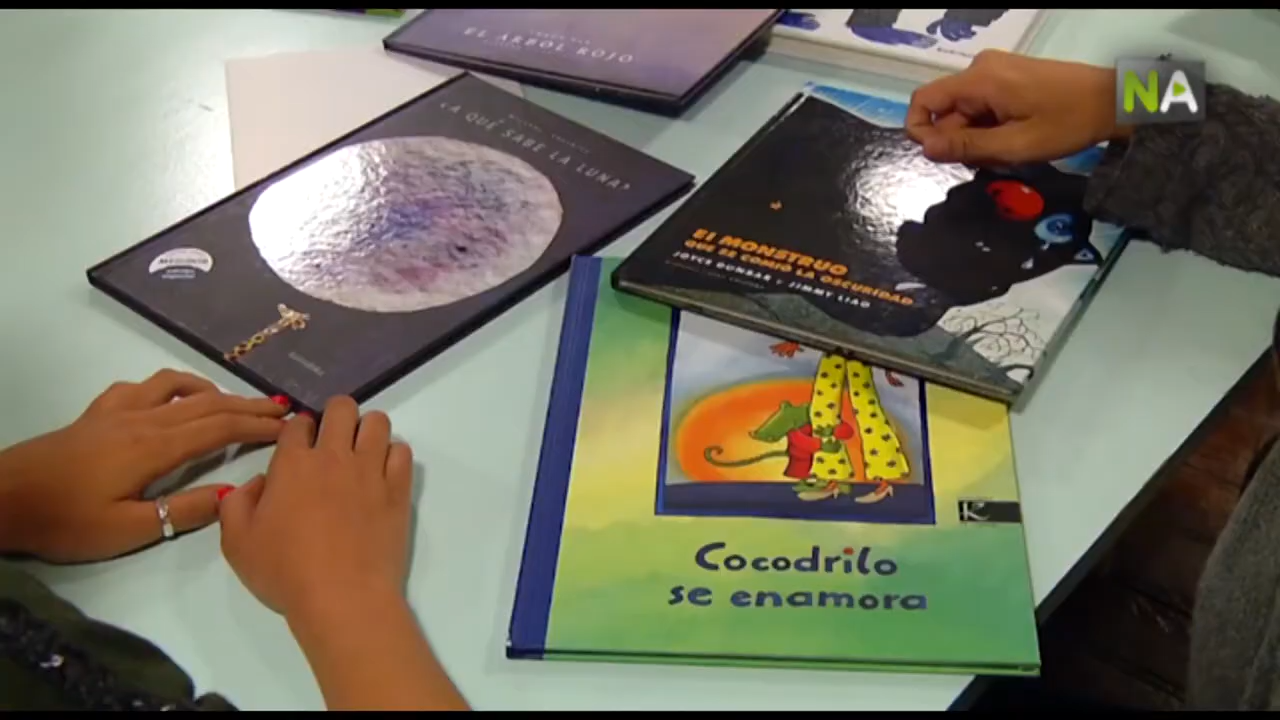 EL ÁRBOL ROJO
NA
¿A QUÉ SABE LA LUNA?
EL MONSTRUO
QUE SE COMIÓ LA OSCURIDAD
JOYCE DUNBAR Y JIMMY LIAO
K
Cocodrilo
se enamora